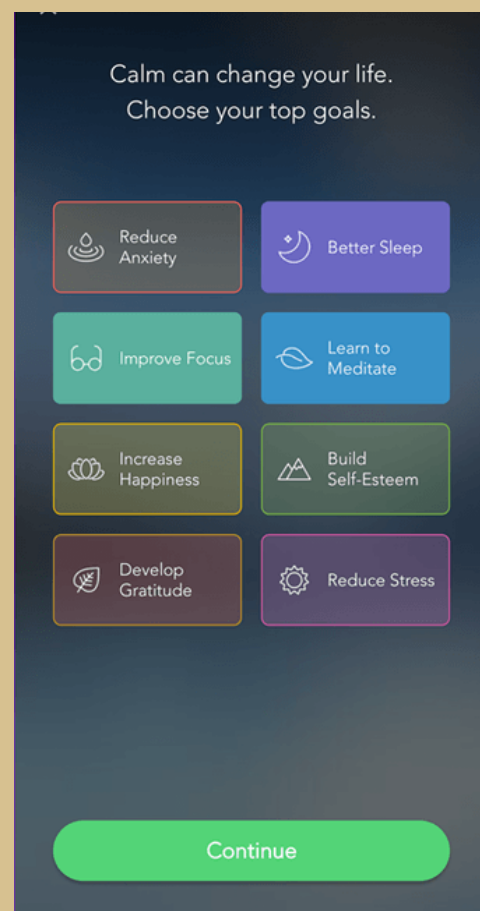 Calm can change your life.
Choose your top goals.
Reduce
Anxiety
Better Sleep
Improve Focus
Learn to
Meditate
Increase
Happiness
Build
Self-Esteem
Develop
Gratitude
Reduce Stress
Continue